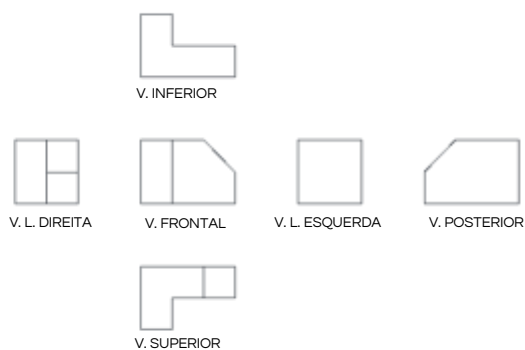 V. INFERIOR
V. L. DIREITA
V. FRONTAL
V. L. ESQUERDA
V. POSTERIOR
V. SUPERIOR